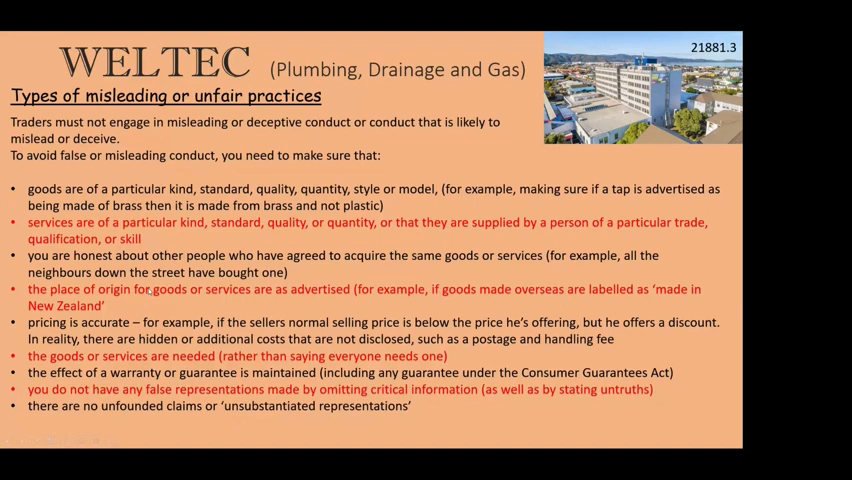 21881.3
WELTEC (Plumbing, Drainage and Gas)
Types of misleading or unfair practices
Traders must not engage in misleading or deceptive conduct or conduct that is likely to
mislead or deceive.
To avoid false or misleading conduct, you need to make sure that:
• goods are of a particular kind, standard, quality, quantity, style or model, (for example, making sure if a tap is advertised as
being made of brass then it is made from brass and not plastic)
• services are of a particular kind, standard, quality, or quantity, or that they are supplied by a person of a particular trade,
qualification, or skill
• you are honest about other people who have agreed to acquire the same goods or services (for example, all the
neighbours down the street have bought one)
• the place of origin for goods or services are as advertised (for example, if goods made overseas are labelled as ‘made in
New Zealand’
• pricing is accurate – for example, if the sellers normal selling price is below the price he’s offering, but he offers a discount.
In reality, there are hidden or additional costs that are not disclosed, such as a postage and handling fee
• the goods or services are needed (rather than saying everyone needs one)
• the effect of a warranty or guarantee is maintained (including any guarantee under the Consumer Guarantees Act)
• you do not have any false representations made by omitting critical information (as well as by stating untruths)
• there are no unfounded claims or ‘unsubstantiated representations’